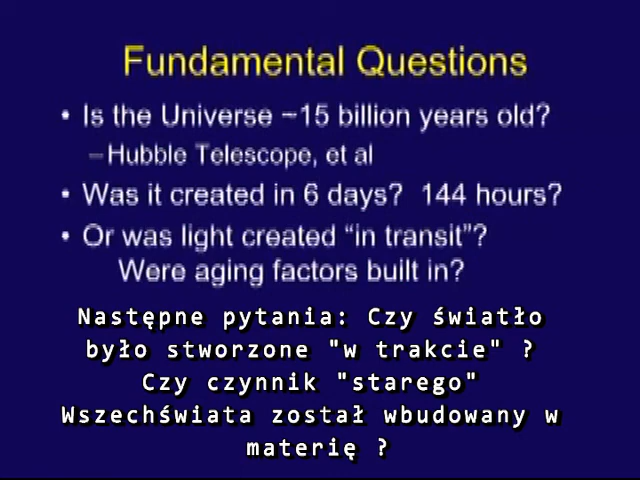 Fundamental Questions
• Is the Universe ~15 billion years old?
–Hubble Telescope, et al
• Was it created in 6 days? 144 hours?
• Or was light created “in transit”?
Were aging factors built in?
Następne pytania: Czy światło
było stworzone "w trakcie" ?
Czy czynnik "starego"
Wszechświata został wbudowany w
materię ?